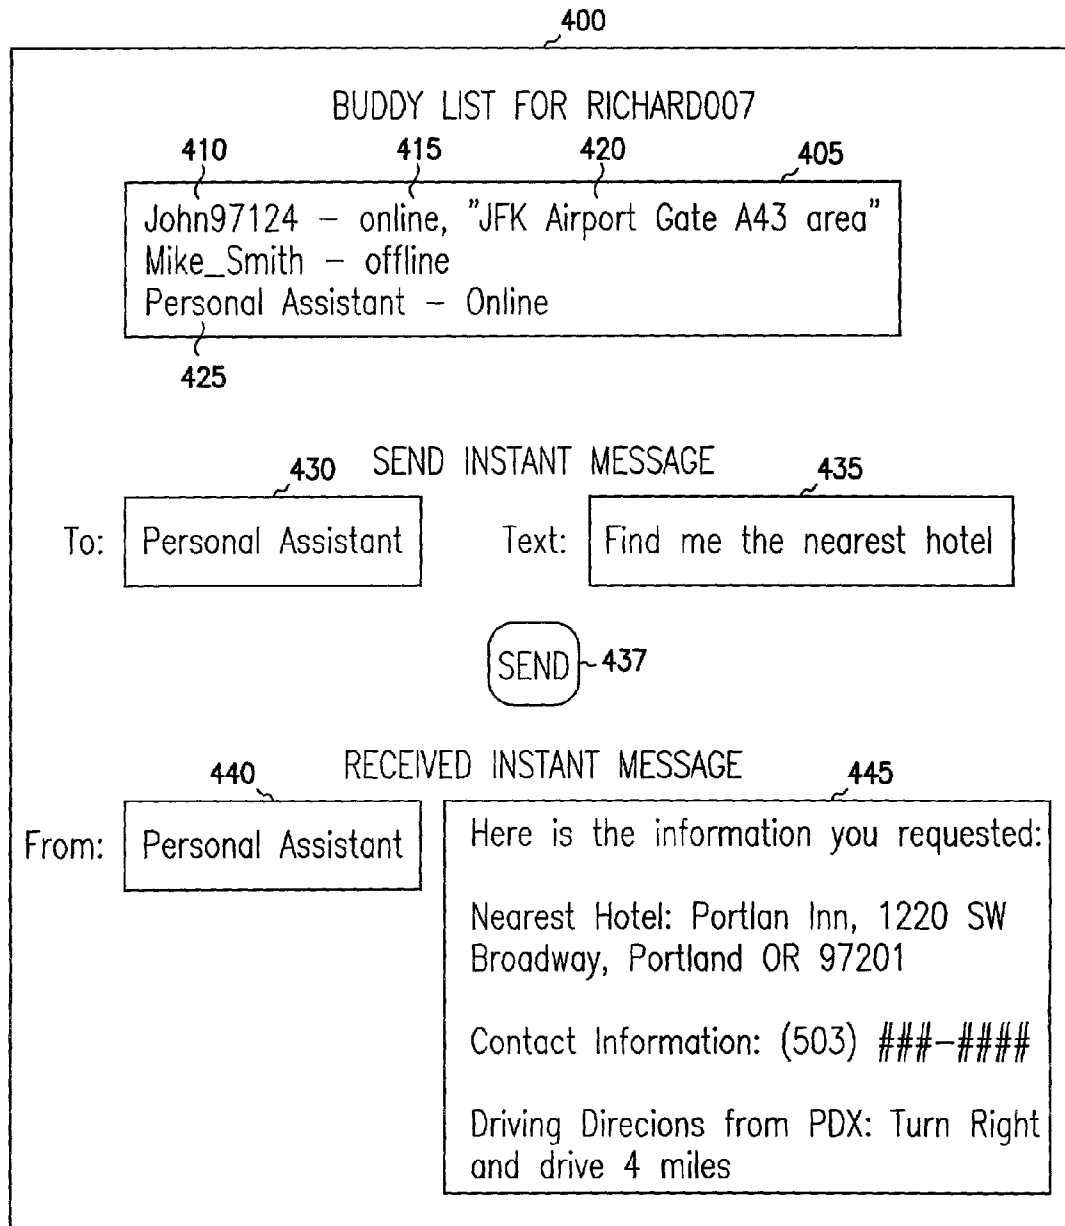 400
BUDDY LIST FOR RICHARD007
410 415 420 405
John97124 – online, "JFK Airport Gate A43 area"
Mike_Smith – offline
Personal Assistant – Online
425
SEND INSTANT MESSAGE
430 435
To: Personal Assistant Text: Find me the nearest hotel
SEND 437
RECEIVED INSTANT MESSAGE
440 445
From: Personal Assistant
Here is the information you requested:
Nearest Hotel: Portlan Inn, 1220 SW
Broadway, Portland OR 97201
Contact Information: (503) ###–####
Driving Direcions from PDX: Turn Right
and drive 4 miles